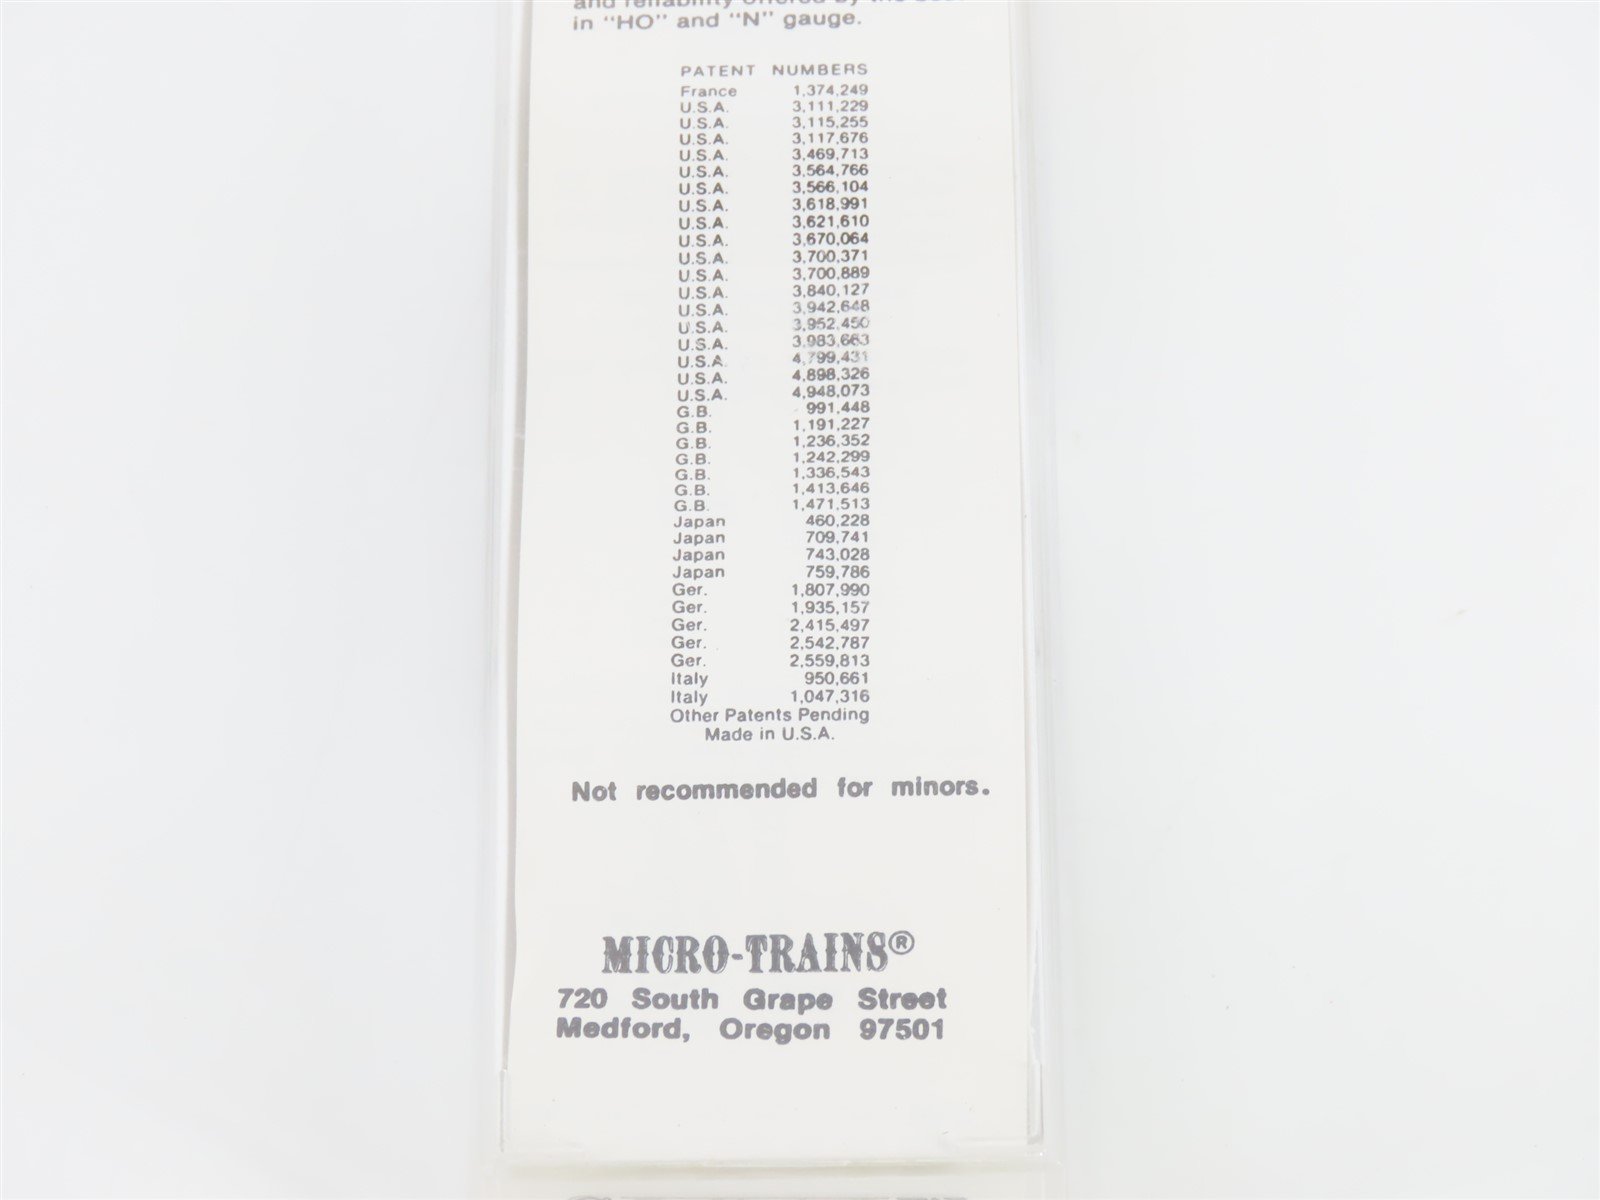 and reliability offered by the
in "HO" and "N" gauge.
PATENT NUMBERS
France 1,374,249
U.S.A. 3,111,229
U.S.A. 3,115,255
U.S.A. 3,117,676
U.S.A. 3,469,713
U.S.A. 3,564,766
U.S.A. 3,566,104
U.S.A. 3,618,991
U.S.A. 3,621,610
U.S.A. 3,670,064
U.S.A. 3,700,371
U.S.A. 3,700,889
U.S.A. 3,840,127
U.S.A. 3,942,648
U.S.A. 3,952,450
U.S.A. 3,983,663
U.S.A. 4,799,431
U.S.A. 4,898,326
U.S.A. 4,948,073
G.B. 991,448
G.B. 1,191,227
G.B. 1,236,352
G.B. 1,242,299
G.B. 1,336,543
G.B. 1,413,646
G.B. 1,471,513
Japan 460,228
Japan 709,741
Japan 743,028
Japan 759,786
Ger. 1,807,990
Ger. 1,935,157
Ger. 2,415,497
Ger. 2,542,787
Ger. 2,559,813
Italy 950,661
Italy 1,047,316
Other Patents Pending
Made in U.S.A.
Not recommended for minors.
MICRO-TRAINS®
720 South Grape Street
Medford, Oregon 97501